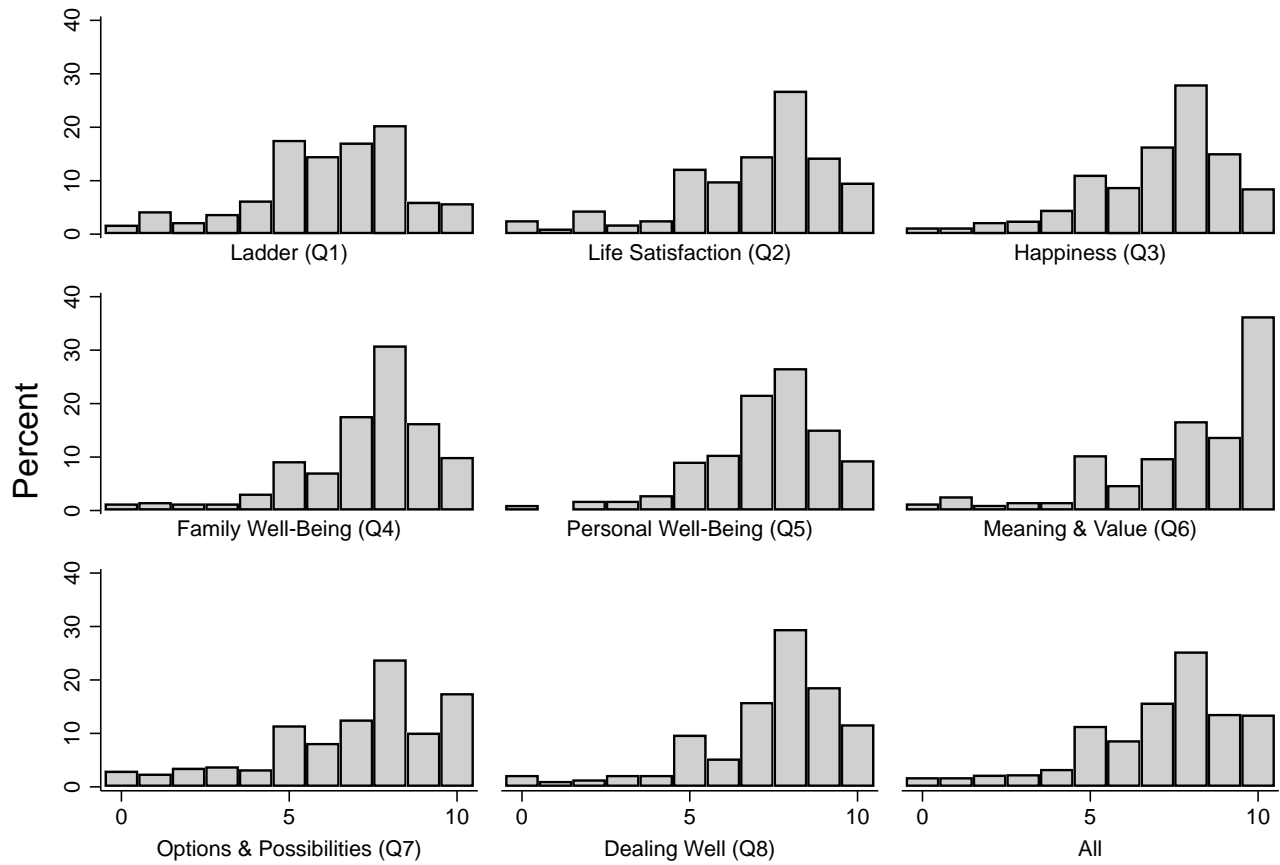 40
30
20
10
0
Ladder (Q1)
Life Satisfaction (Q2)
Happiness (Q3)
Percent
40
30
20
10
0
Family Well-Being (Q4)
Personal Well-Being (Q5)
Meaning & Value (Q6)
40
30
20
10
0
0 5 10
0 5 10
0 5 10
Options & Possibilities (Q7)
Dealing Well (Q8)
All